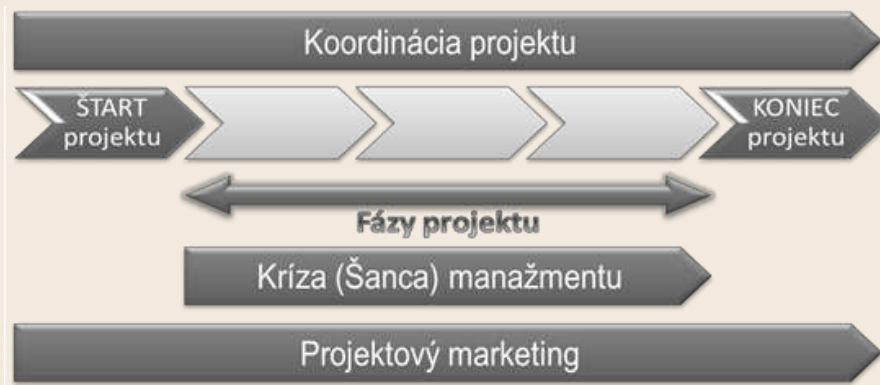 Koordinácia projektu
ŠTART
projektu
KONIEC
projektu
Fázy projektu
Kríza (Šanca) manažmentu
Projektový marketing